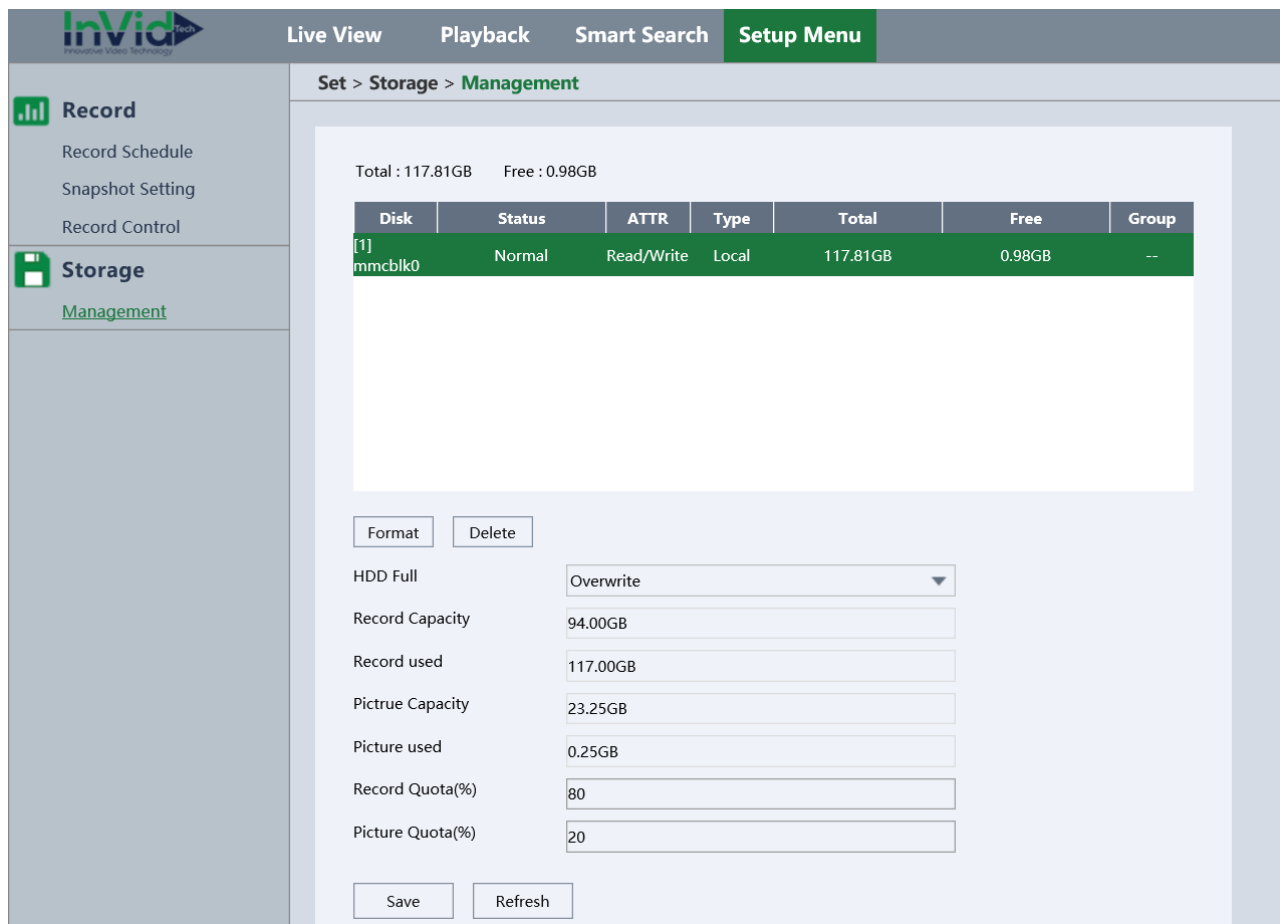 InVid Tech
Innovative Video Technology
Live View Playback Smart Search Setup Menu
Set > Storage > Management
Record
Record Schedule
Snapshot Setting
Record Control
Storage
Management
Total : 117.81GB Free : 0.98GB
Disk Status ATTR Type Total Free Group
[1]
mmcblk0 Normal Read/Write Local 117.81GB 0.98GB --
Format Delete
HDD Full Overwrite
Record Capacity 94.00GB
Record used 117.00GB
Pictrue Capacity 23.25GB
Picture used 0.25GB
Record Quota(%) 80
Picture Quota(%) 20
Save Refresh